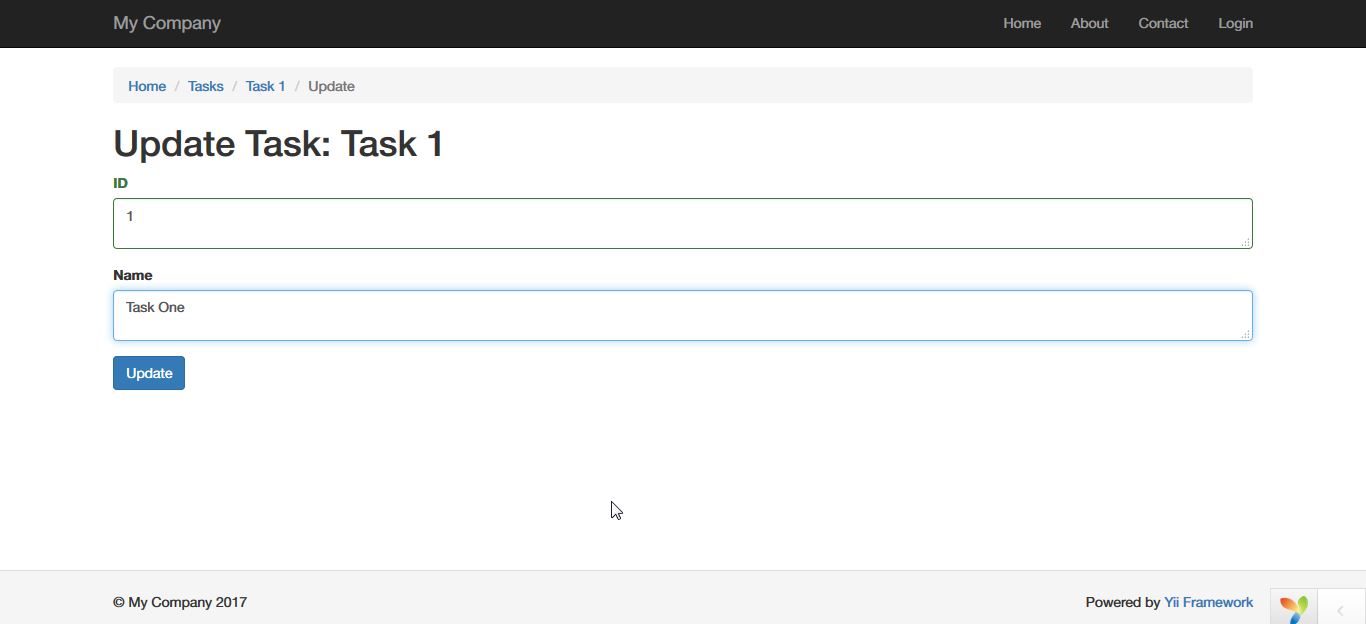 My Company Home About Contact Login
Home / Tasks / Task 1 / Update
Update Task: Task 1
ID
1
Name
Task One
Update
© My Company 2017 Powered by Yii Framework